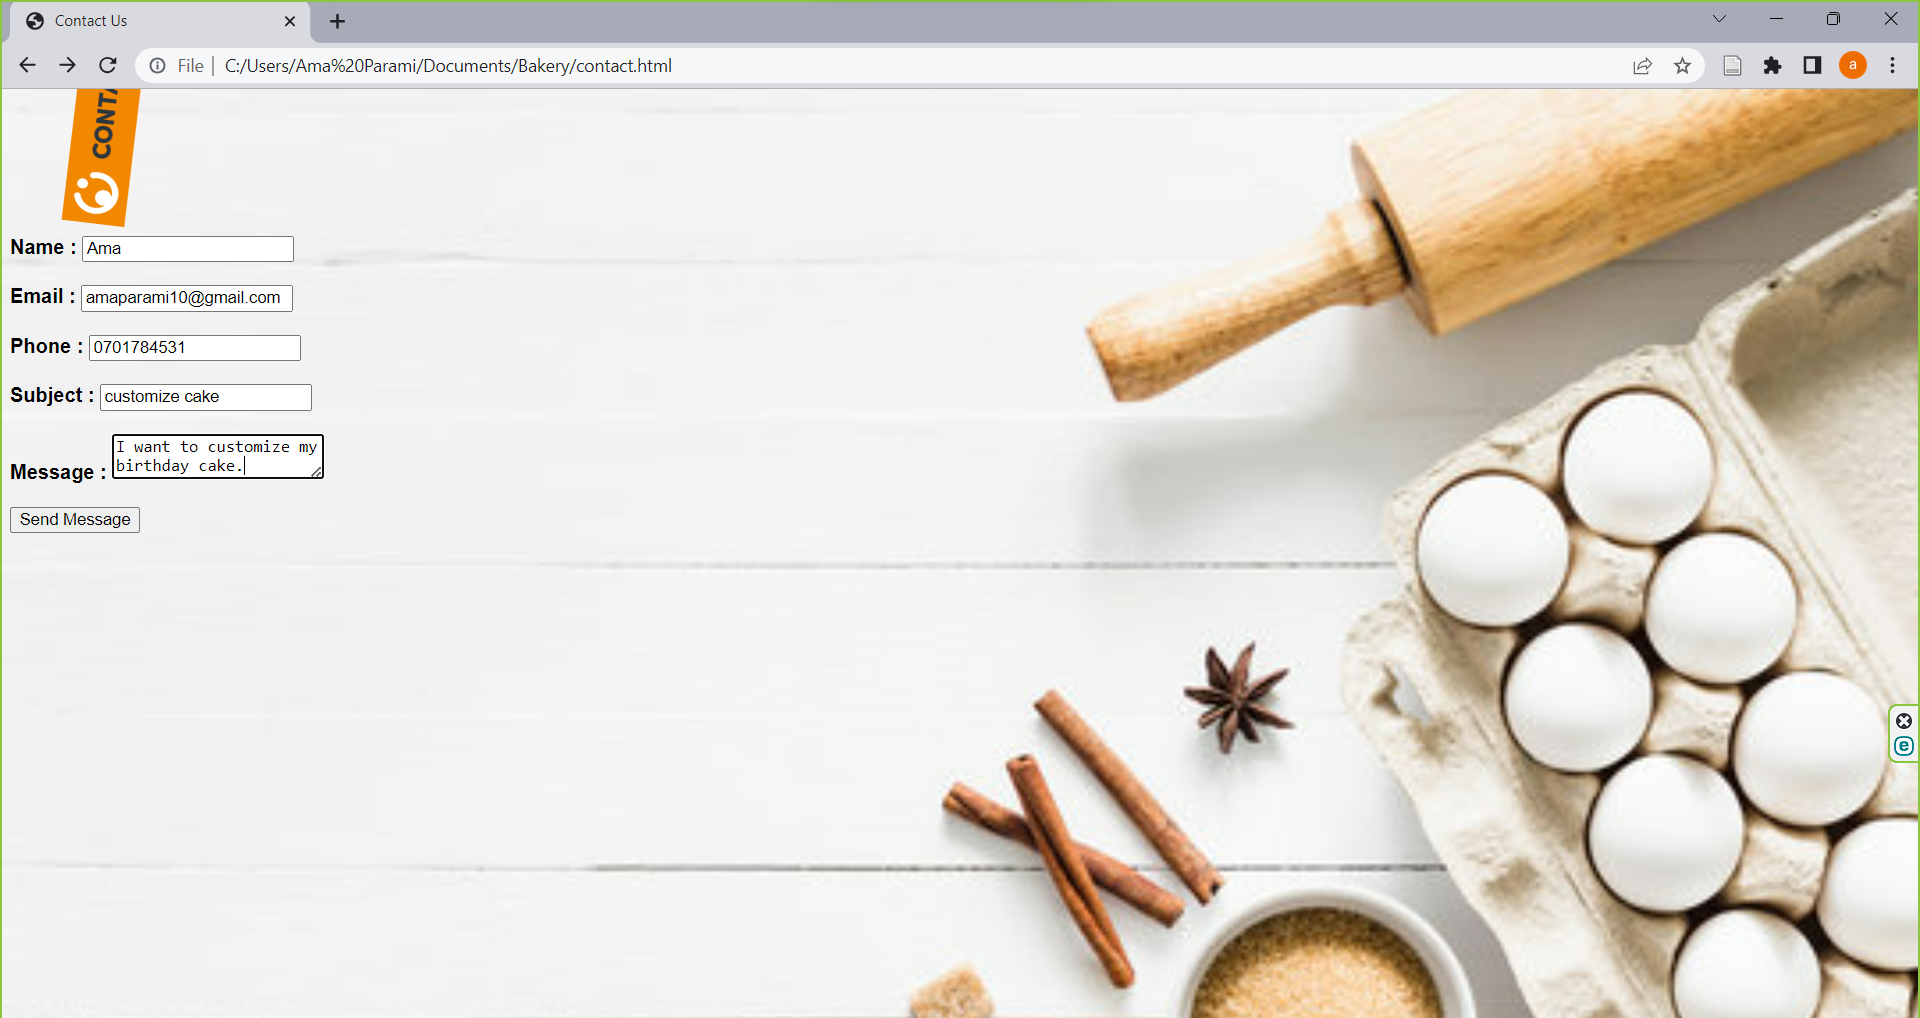 Contact Us
File
C:/Users/Ama%20Parami/Documents/Bakery/contact.html
a
CONTA
Name : Ama
Email : amaparami10@gmail.com
Phone : 0701784531
Subject : customize cake
Message : I want to customize my
birthday cake.
Send Message
e